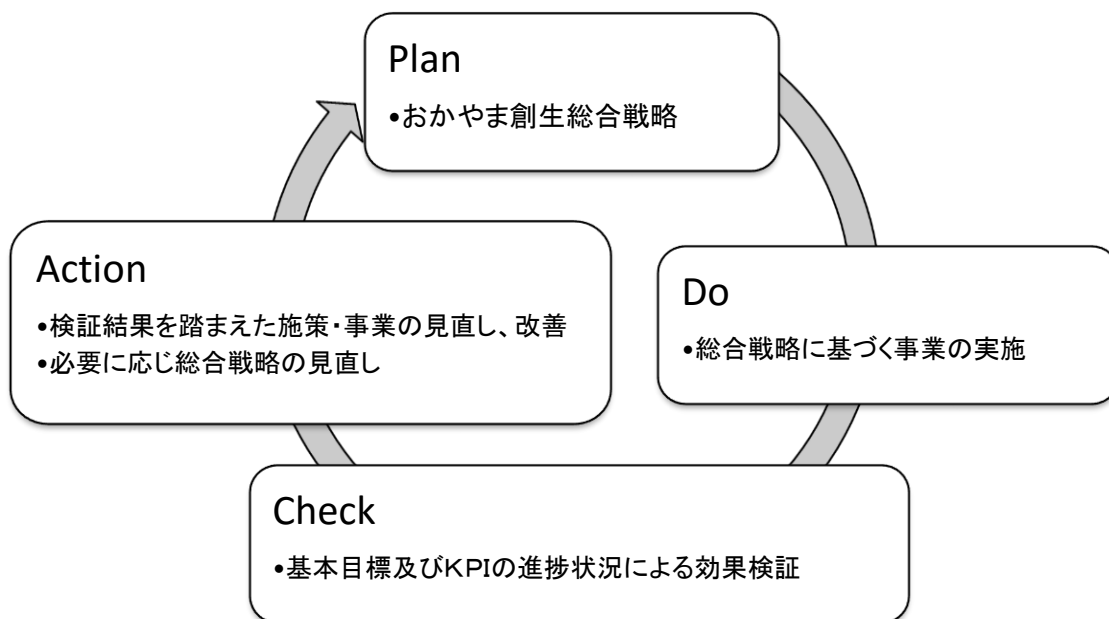 Plan
•おかやま創生総合戦略
Action
•検証結果を踏まえた施策・事業の見直し、改善
•必要に応じ総合戦略の見直し
Do
•総合戦略に基づく事業の実施
Check
•基本目標及びKPIの進捗状況による効果検証